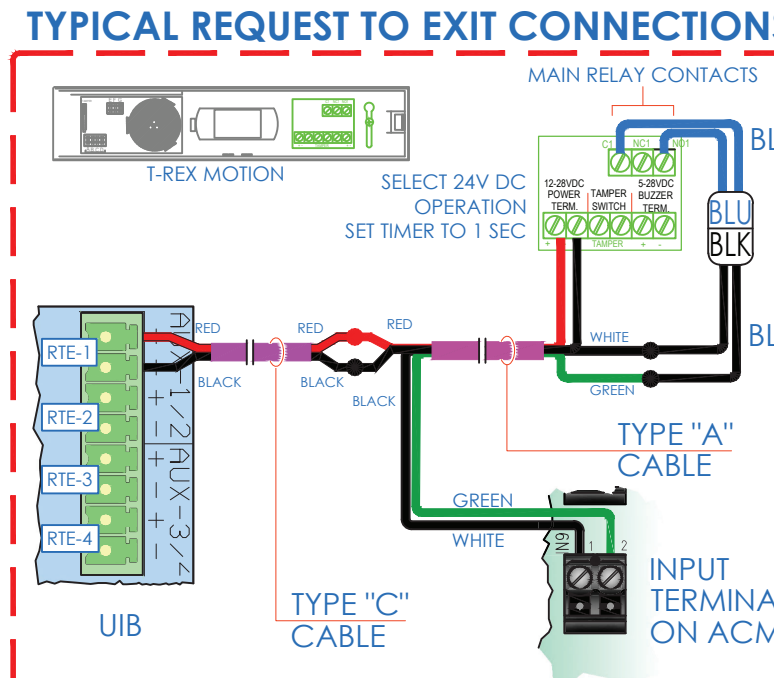 TYPICAL REQUEST TO EXIT CONNECTIONS
MAIN RELAY CONTACTS
T-REX MOTION
SELECT 24V DC
OPERATION
SET TIMER TO 1 SEC
C1 NC1 NO1
12-28VDC
POWER
TERM.
TAMPER
SWITCH
5-28VDC
BUZZER
TERM.
+ - TAMPER + -
BL
BLU
BLK
BL
RED
RED
RED
BLACK
BLACK
BLACK
WHITE
GREEN
RTE-1
RTE-2
RTE-3
RTE-4
AUX-1/2
AUX-3/4
+ - + -
+ - + -
UIB
TYPE "C"
CABLE
TYPE "A"
CABLE
GREEN
WHITE
IN9
1 2
INPUT
TERMINA
ON ACM